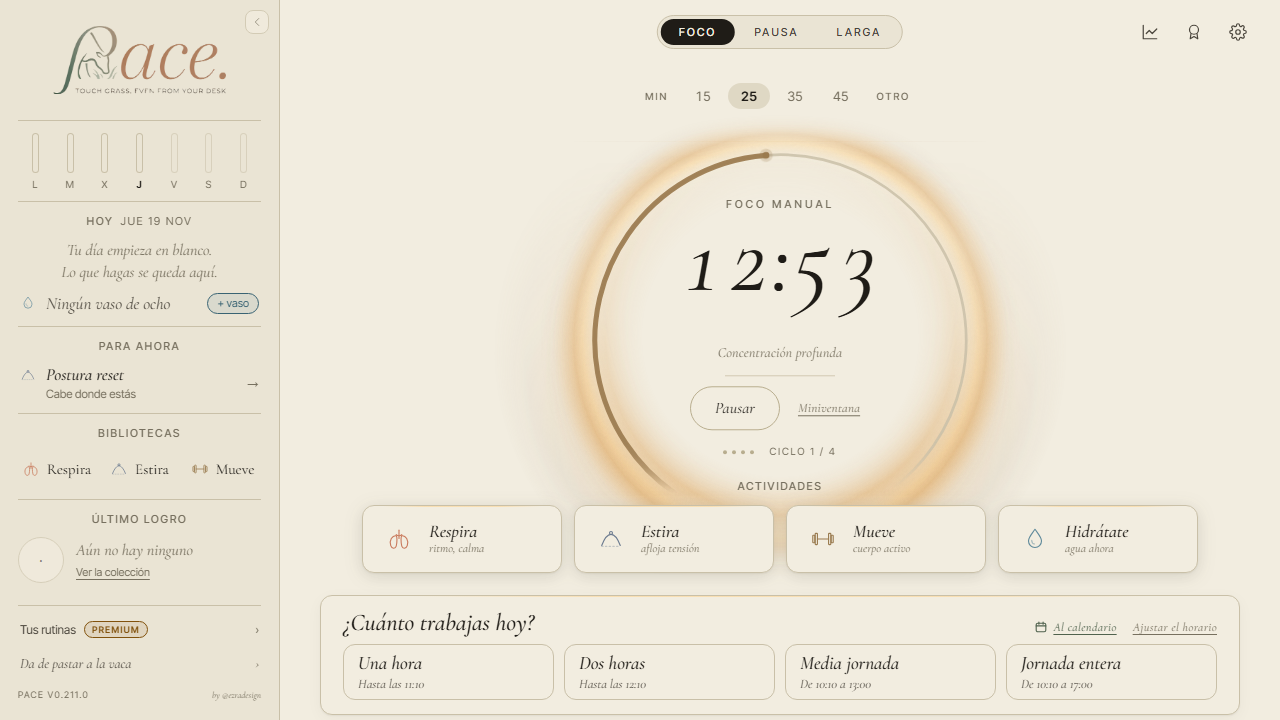 Pace.
TOUCH GRASS. EVEN FROM YOUR DESK
L M X J V S D
HOY JUE 19 NOV
Tu día empieza en blanco.
Lo que hagas se queda aquí.
Ningún vaso de ocho
+ vaso
PARA AHORA
Postura reset
Cabe donde estás
→
BIBLIOTECAS
Respira Estira Mueve
ÚLTIMO LOGRO
Aún no hay ninguno
Ver la colección
Tus rutinas PREMIUM ›
Da de pastar a la vaca ›
PACE V0.211.0 by @ezradesign
FOCO PAUSA LARGA
MIN 15 25 35 45 OTRO
FOCO MANUAL
12:53
Concentración profunda
Pausar Miniventana
CICLO 1 / 4
ACTIVIDADES
Respira
ritmo, calma
Estira
afloja tensión
Mueve
cuerpo activo
Hidrátate
agua ahora
¿Cuánto trabajas hoy?
Al calendario Ajustar el horario
Una hora
Hasta las 11:10
Dos horas
Hasta las 12:10
Media jornada
De 10:10 a 13:00
Jornada entera
De 10:10 a 17:00